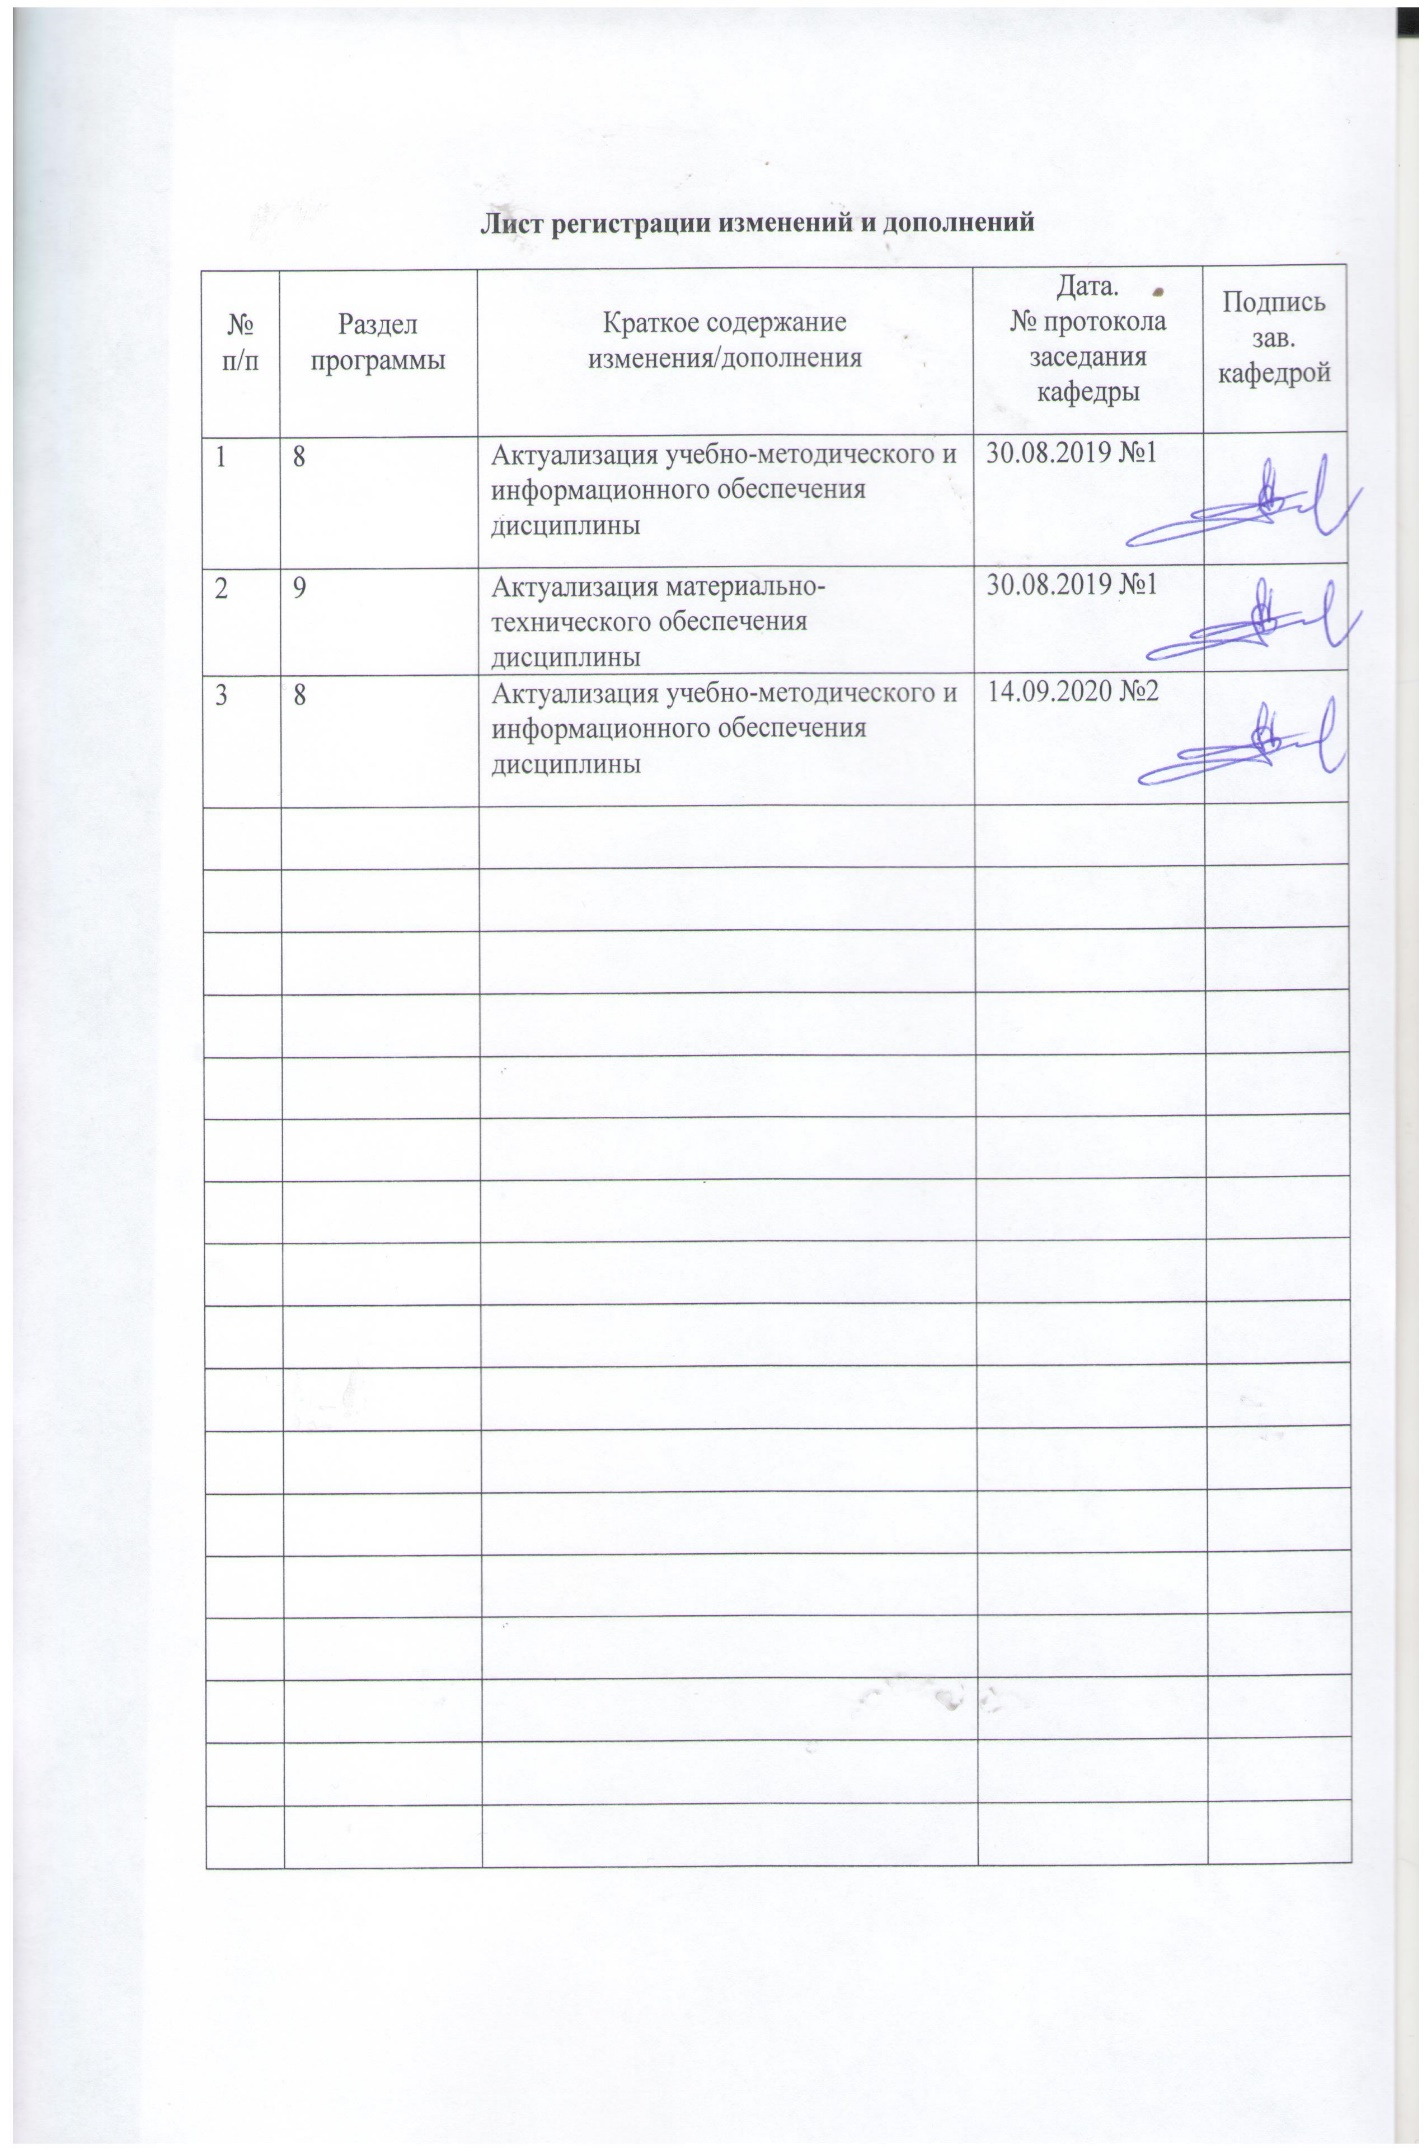 Лист регистрации изменений и дополнений
№
п/п
Раздел
программы
Краткое содержание
изменения/дополнения
Дата.
№ протокола
заседания
кафедры
Подпись
зав.
кафедрой
1
8
Актуализация учебно-методического и
информационного обеспечения
дисциплины
30.08.2019 №1
2
9
Актуализация материально-
технического обеспечения
дисциплины
30.08.2019 №1
3
8
Актуализация учебно-методического и
информационного обеспечения
дисциплины
14.09.2020 №2